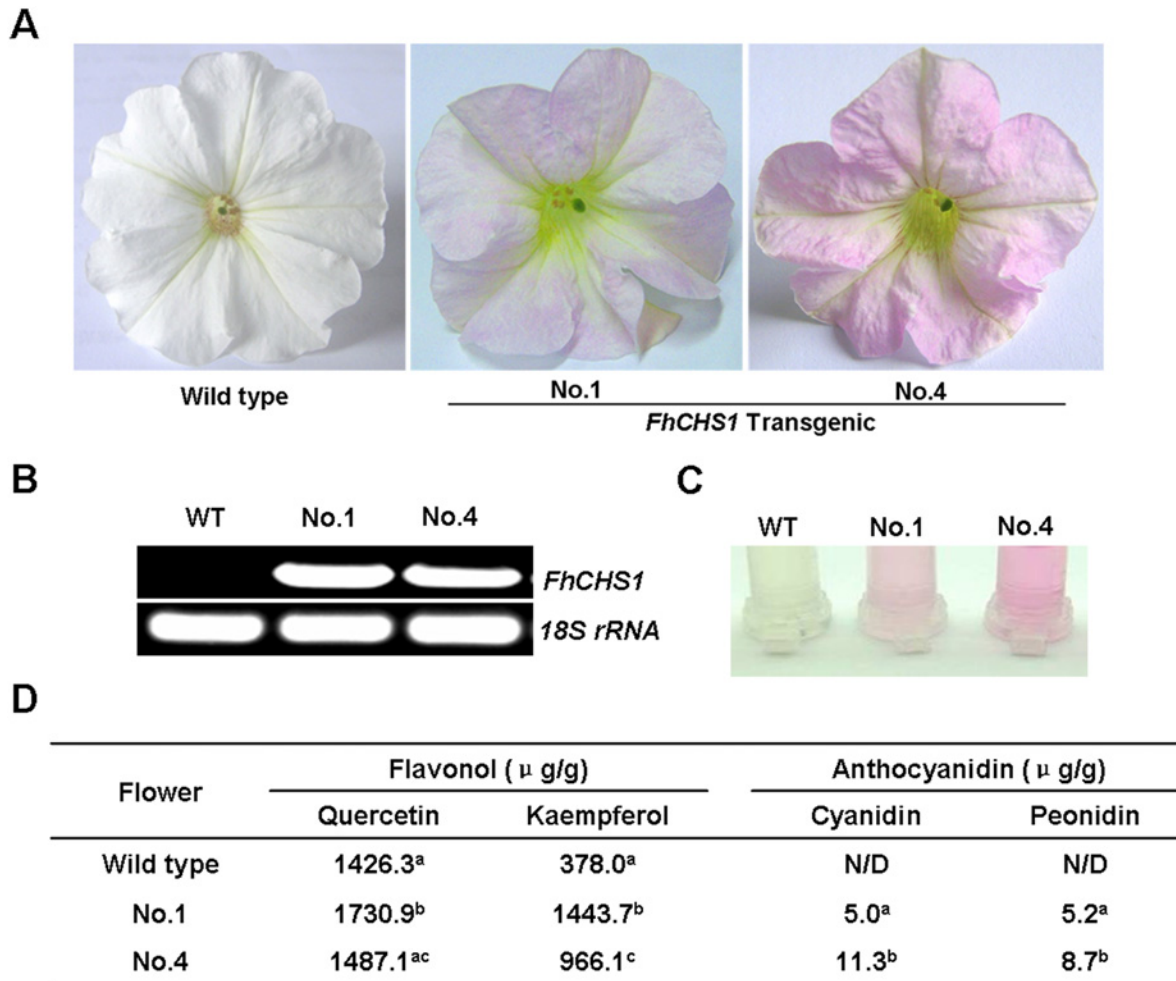 A
Wild type
No.1
No.4
FhCHS1 Transgenic
B
WT
No.1
No.4
FhCHS1
18S rRNA
C
WT
No.1
No.4
D
Flower
Flavonol ( μ g/g)
Anthocyanidin ( μ g/g)
Quercetin
Kaempferol
Cyanidin
Peonidin
Wild type 1426.3ᵃ 378.0ᵃ N/D N/D
No.1 1730.9ᵇ 1443.7ᵇ 5.0ᵃ 5.2ᵃ
No.4 1487.1ᵃᶜ 966.1ᶜ 11.3ᵇ 8.7ᵇ